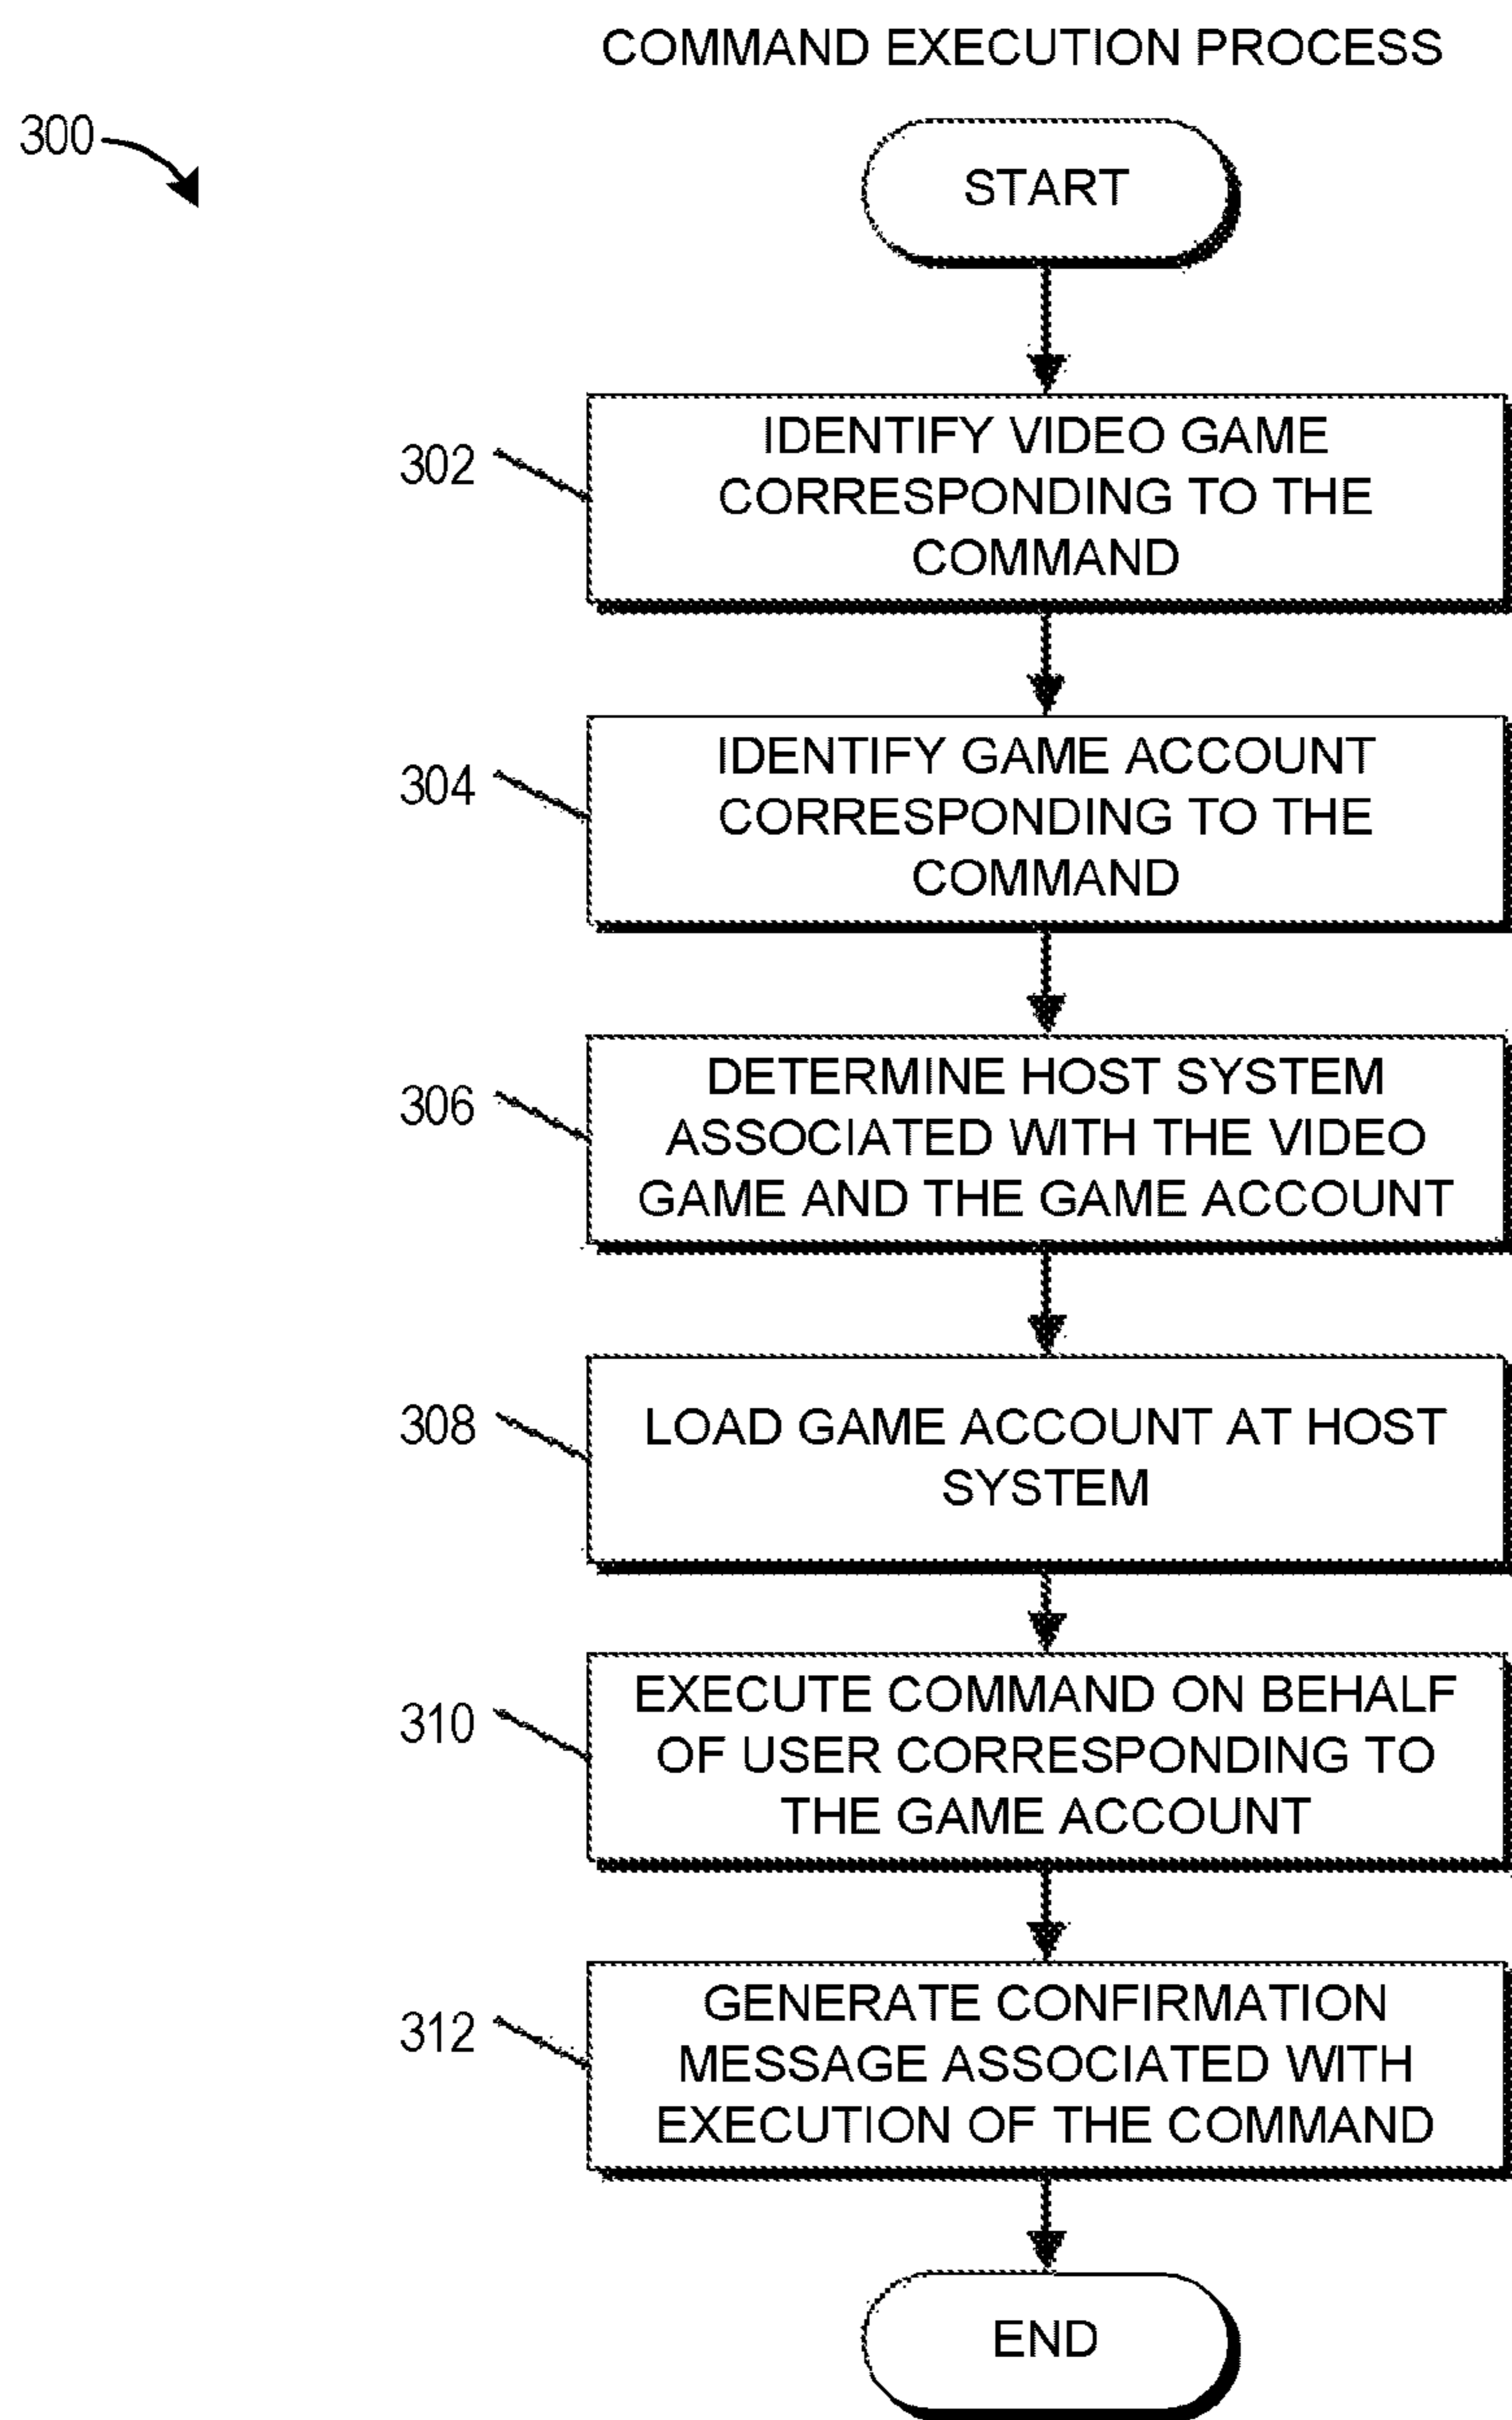 COMMAND EXECUTION PROCESS
300
START
302
IDENTIFY VIDEO GAME
CORRESPONDING TO THE
COMMAND
304
IDENTIFY GAME ACCOUNT
CORRESPONDING TO THE
COMMAND
306
DETERMINE HOST SYSTEM
ASSOCIATED WITH THE VIDEO
GAME AND THE GAME ACCOUNT
308
LOAD GAME ACCOUNT AT HOST
SYSTEM
310
EXECUTE COMMAND ON BEHALF
OF USER CORRESPONDING TO
THE GAME ACCOUNT
312
GENERATE CONFIRMATION
MESSAGE ASSOCIATED WITH
EXECUTION OF THE COMMAND
END